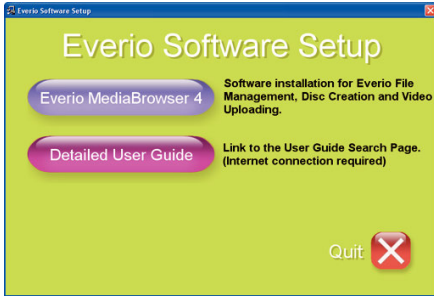 Everio Software Setup
Everio Software Setup
Everio MediaBrowser 4
Software installation for Everio File
Management, Disc Creation and Video
Uploading.
Detailed User Guide
Link to the User Guide Search Page.
(Internet connection required)
Quit